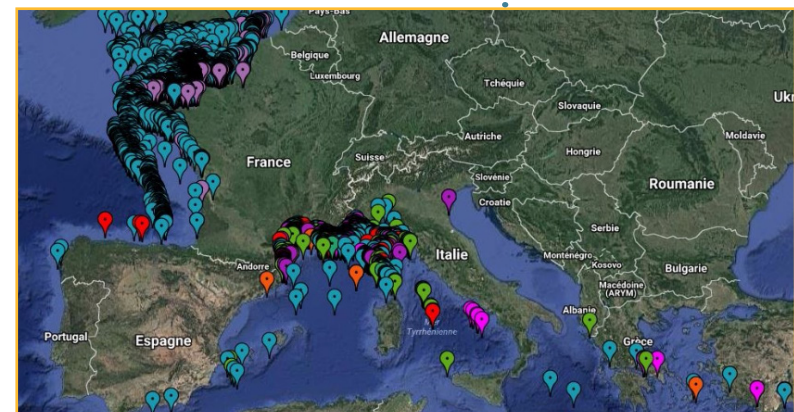 Pays-Bas
Allemagne
Belgique
Luxembourg
Tchéquie
Slovaquie
Ukr
Autriche
Moldavie
France
Suisse
Hongrie
Slovénie
Roumanie
Croatie
Serbie
Italie
Monténégro
Kosovo
Bulgarie
Andorre
Macédoine
(ARYM)
Albanie
Portugal
Espagne
Tyrrhénienne
Grèce